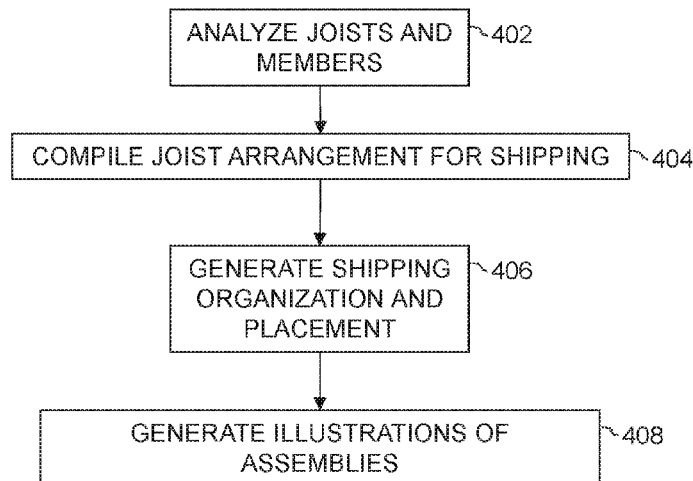 ANALYZE JOISTS AND
MEMBERS
402
COMPILE JOIST ARRANGEMENT FOR SHIPPING
404
GENERATE SHIPPING
ORGANIZATION AND
PLACEMENT
406
GENERATE ILLUSTRATIONS OF
ASSEMBLIES
408